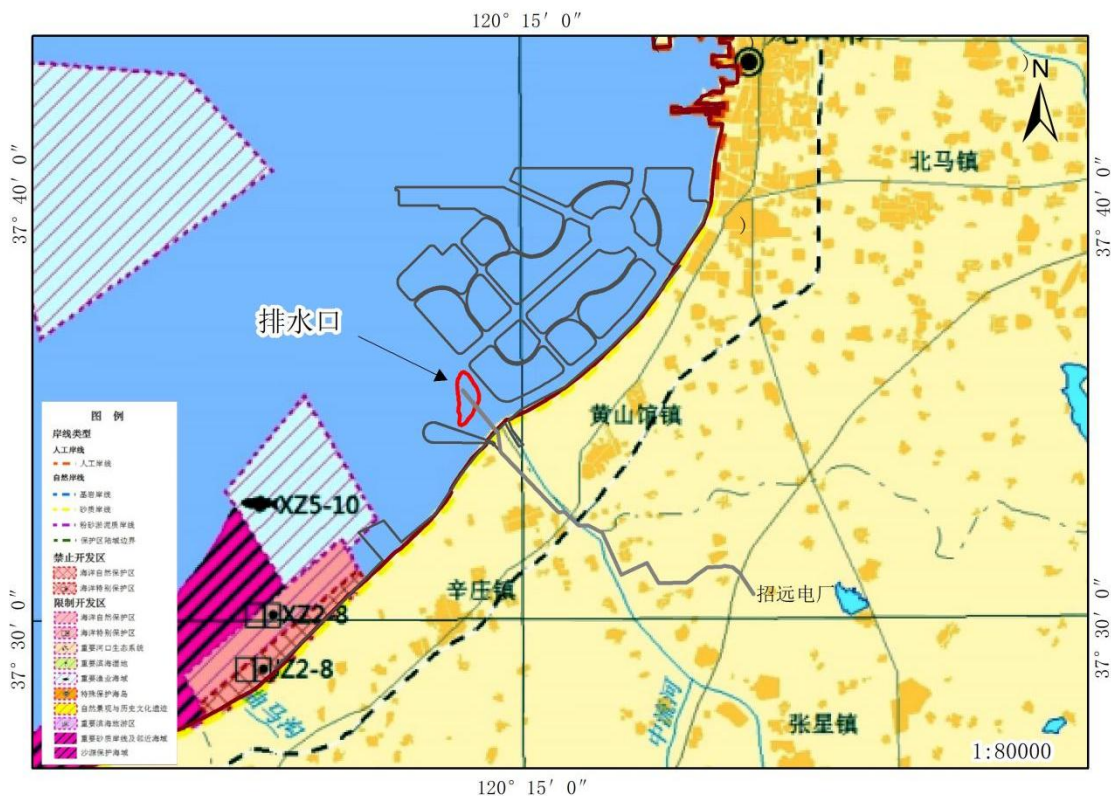 120° 15′ 0″
N
北马镇
37° 40′ 0″
37° 40′ 0″
排水口
黄山馆镇
图 例
岸线类型
人工岸线
人工岸线
自然岸线
基岩岸线
砂质岸线
粉砂淤泥质岸线
保护区陆域边界
禁止开发区
海洋自然保护区
海洋特别保护区
限制开发区
海洋自然保护区
海洋特别保护区
重要河口生态系统
重要滨海湿地
重要渔业海域
特殊保护海岛
自然景观与历史文化遗迹
重要滨海旅游区
重要砂质岸线及邻近海域
沙源保护海域
XZ5-10
辛庄镇
招远电厂
XZ2-8
JZ2-8
37° 30′ 0″
37° 30′ 0″
曲马沟
中流河
张星镇
1:80000
120° 15′ 0″